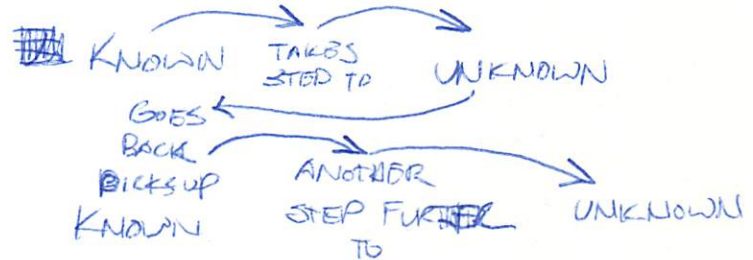 KNOWN TAKES STEP TO UNKNOWN
GOES
BACK
PICKS UP
KNOWN
ANOTHER
STEP FURTHER
TO
UNKNOWN